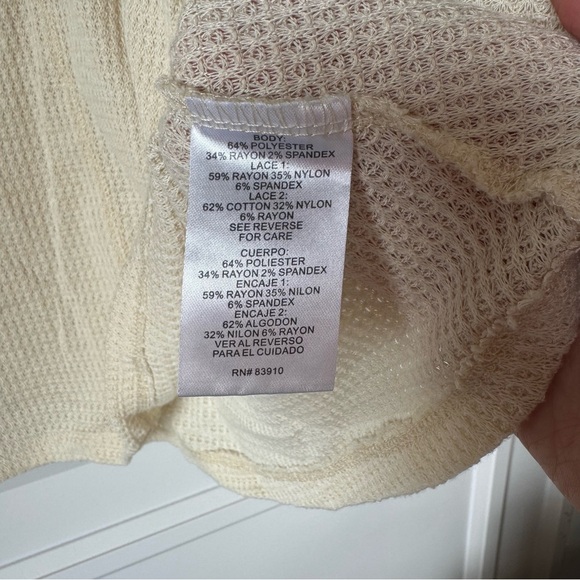 BODY:
64% POLYESTER
34% RAYON 2% SPANDEX
LACE 1:
59% RAYON 35% NYLON
6% SPANDEX
LACE 2:
62% COTTON 32% NYLON
6% RAYON
SEE REVERSE
FOR CARE
CUERPO:
64% POLIESTER
34% RAYON 2% SPANDEX
ENCAJE 1:
59% RAYON 35% NILON
6% SPANDEX
ENCAJE 2:
62% ALGODON
32% NILON 6% RAYON
VER AL REVERSO
PARA EL CUIDADO
RN# 83910